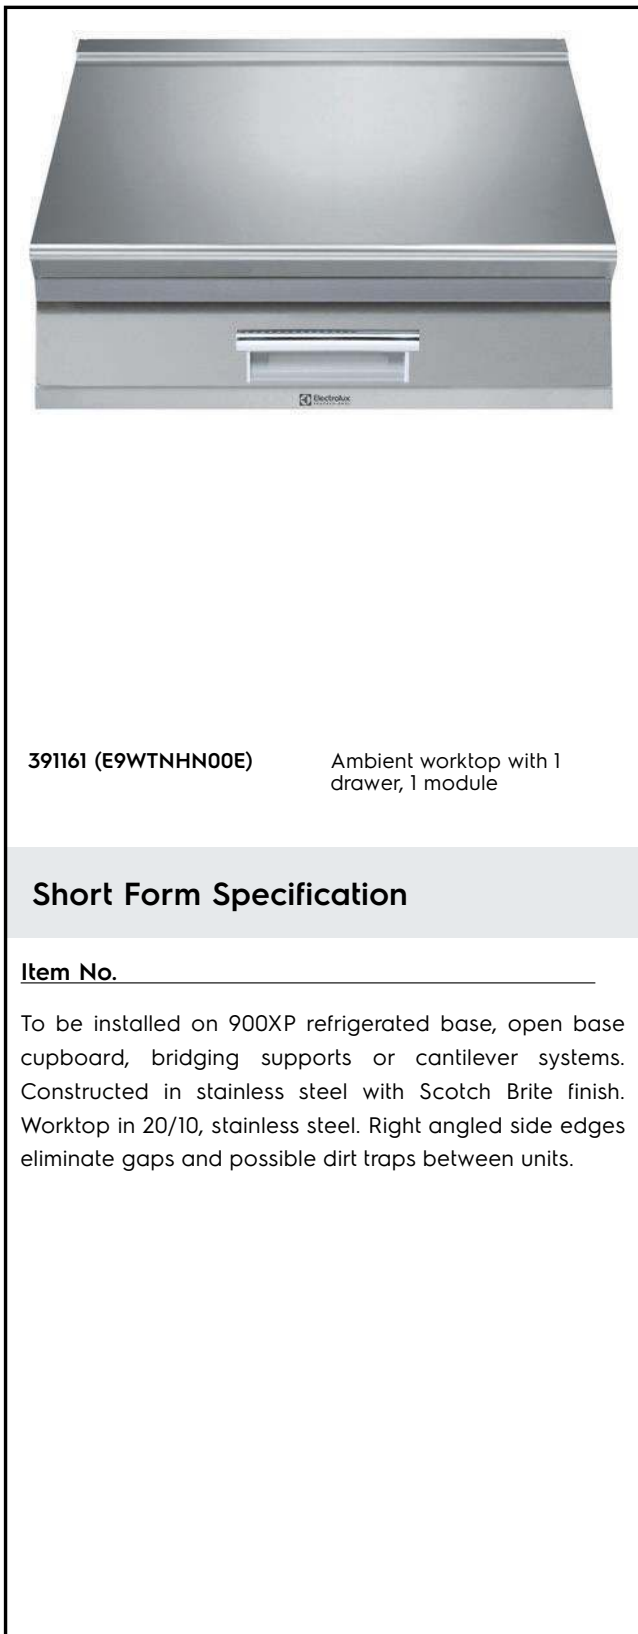 Electrolux
391161 (E9WTNHN00E)
Ambient worktop with 1
drawer, 1 module
Short Form Specification
Item No.
To be installed on 900XP refrigerated base, open base
cupboard, bridging supports or cantilever systems.
Constructed in stainless steel with Scotch Brite finish.
Worktop in 20/10, stainless steel. Right angled side edges
eliminate gaps and possible dirt traps between units.